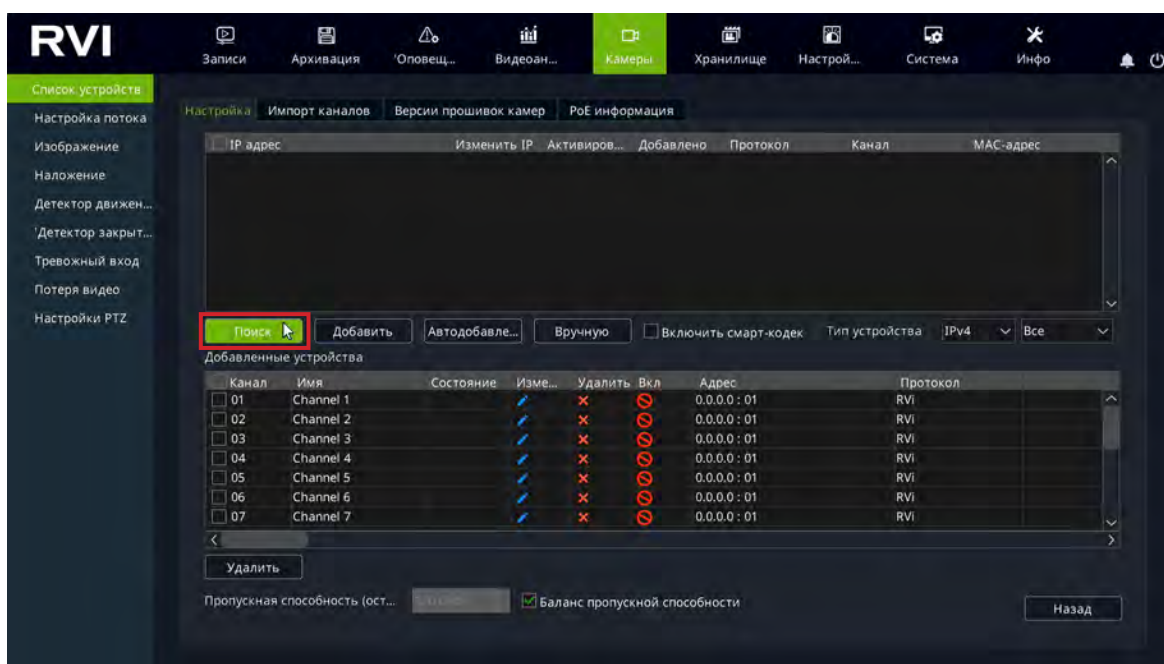 RVI
Записи Архивация 'Оповещ... Видеоан... Камеры Хранилище Настрой... Система Инфо
Список устройств
Настройка потока
Изображение
Наложение
Детектор движен...
'Детектор закрыт...
Тревожный вход
Потеря видео
Настройки PTZ
Настройка Импорт каналов Версии прошивок камер PoE информация
IP адрес Изменить IP Активиров... Добавлено Протокол Канал MAC-адрес
Поиск Добавить Автодобавле... Вручную Включить смарт-кодек Тип устройства IPv4 Все
Добавленные устройства
Канал Имя Состояние Изме... Удалить Вкл Адрес Протокол
01 Channel 1 0.0.0.0 : 01 RVi
02 Channel 2 0.0.0.0 : 01 RVi
03 Channel 3 0.0.0.0 : 01 RVi
04 Channel 4 0.0.0.0 : 01 RVi
05 Channel 5 0.0.0.0 : 01 RVi
06 Channel 6 0.0.0.0 : 01 RVi
07 Channel 7 0.0.0.0 : 01 RVi
Удалить
Пропускная способность (ост... Баланс пропускной способности
Назад